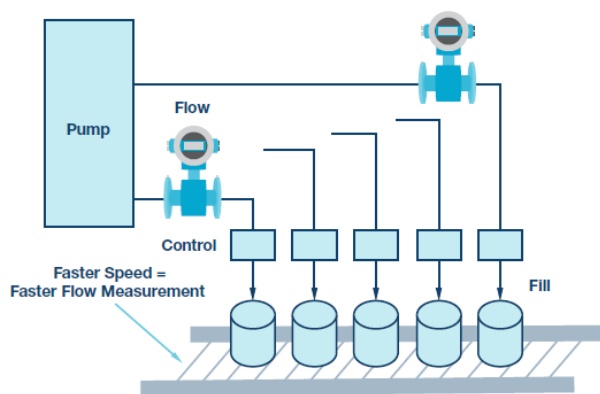 Flow
Pump
Control
Faster Speed =
Faster Flow Measurement
Fill